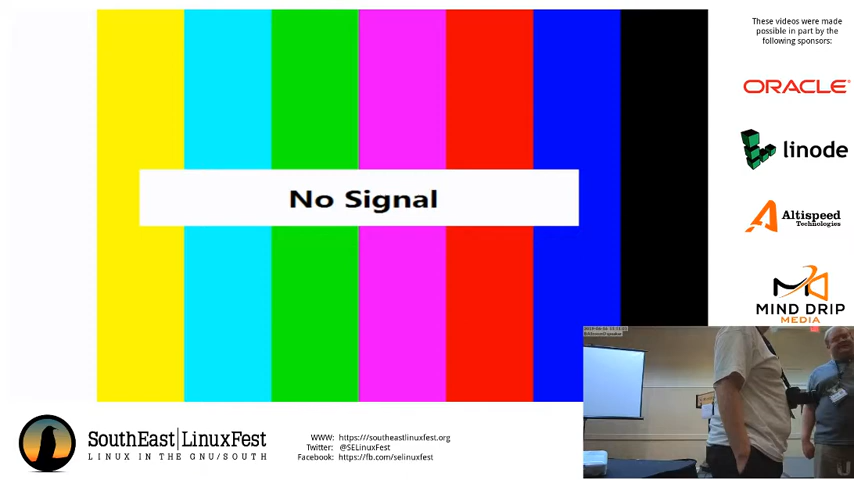 These videos were made
possible in part by the
following sponsors:
ORACLE
linode
Altispeed
Technologies
MIND DRIP
MEDIA
No Signal
SouthEast|LinuxFest
LINUX IN THE GNU/SOUTH
WWW: https:///southeastlinuxfest.org
Twitter: @SELinuxFest
Facebook: https://fb.com/selinuxfest